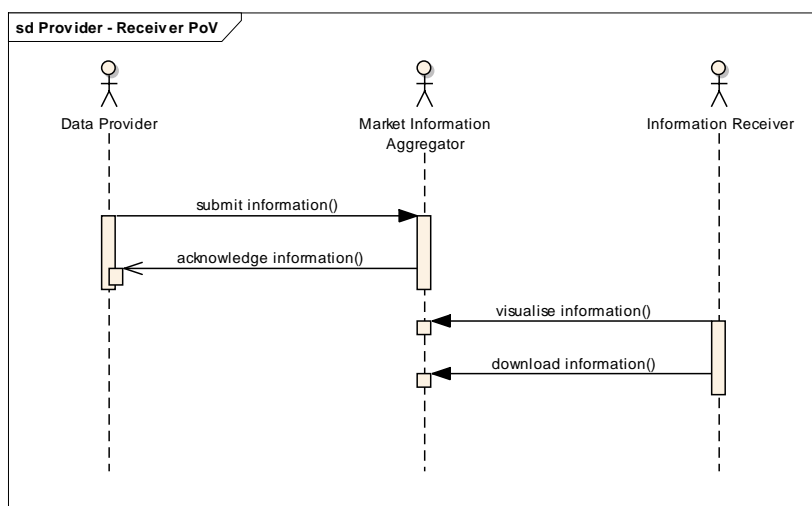 sd Provider - Receiver PoV
Data Provider
Market Information
Aggregator
Information Receiver
submit information()
acknowledge information()
visualise information()
download information()